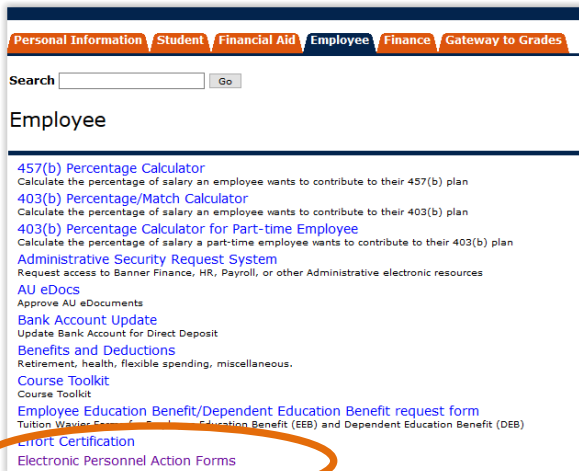 Personal Information Student Financial Aid Employee Finance Gateway to Grades
Search Go
Employee
457(b) Percentage Calculator
Calculate the percentage of salary an employee wants to contribute to their 457(b) plan
403(b) Percentage/Match Calculator
Calculate the percentage of salary an employee wants to contribute to their 403(b) plan
403(b) Percentage Calculator for Part-time Employee
Calculate the percentage of salary a part-time employee wants to contribute to their 403(b) plan
Administrative Security Request System
Request access to Banner Finance, HR, Payroll, or other Administrative electronic resources
AU eDocs
Approve AU eDocuments
Bank Account Update
Update Bank Account for Direct Deposit
Benefits and Deductions
Retirement, health, flexible spending, miscellaneous.
Course Toolkit
Course Toolkit
Employee Education Benefit/Dependent Education Benefit request form
Tuition Education Benefit (EEB) and Dependent Education Benefit (DEB)
Effort Certification
Electronic Personnel Action Forms